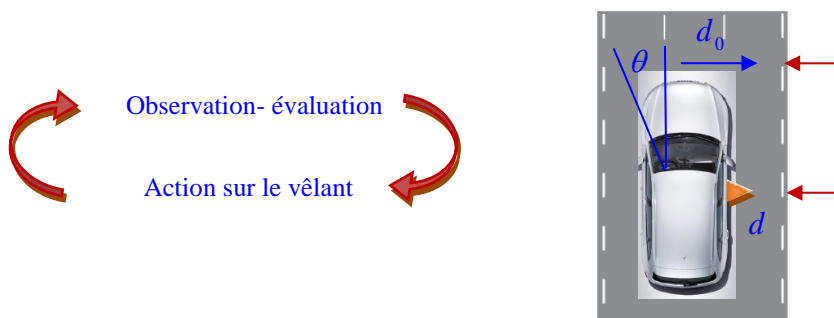 Observation- évaluation
Action sur le vêlant
d₀
θ
d